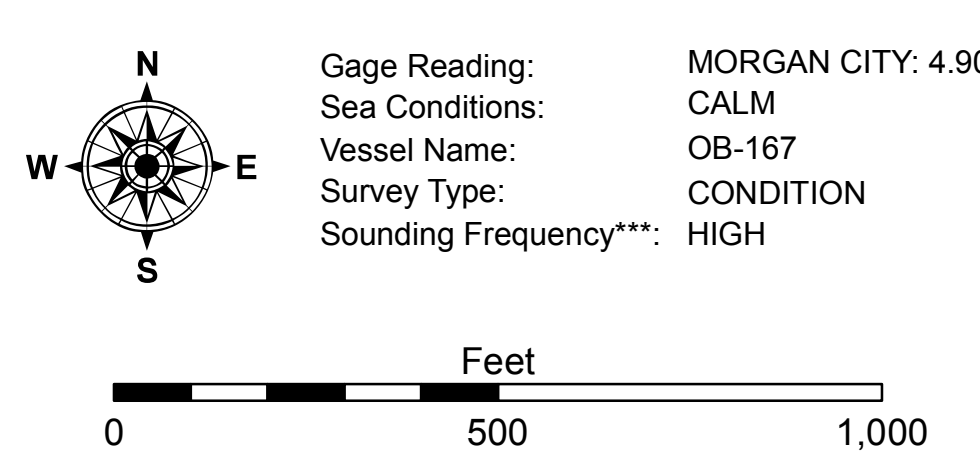 N
W E
S
Gage Reading: MORGAN CITY: 4.90
Sea Conditions: CALM
Vessel Name: OB-167
Survey Type: CONDITION
Sounding Frequency***: HIGH
Feet
0 500 1,000